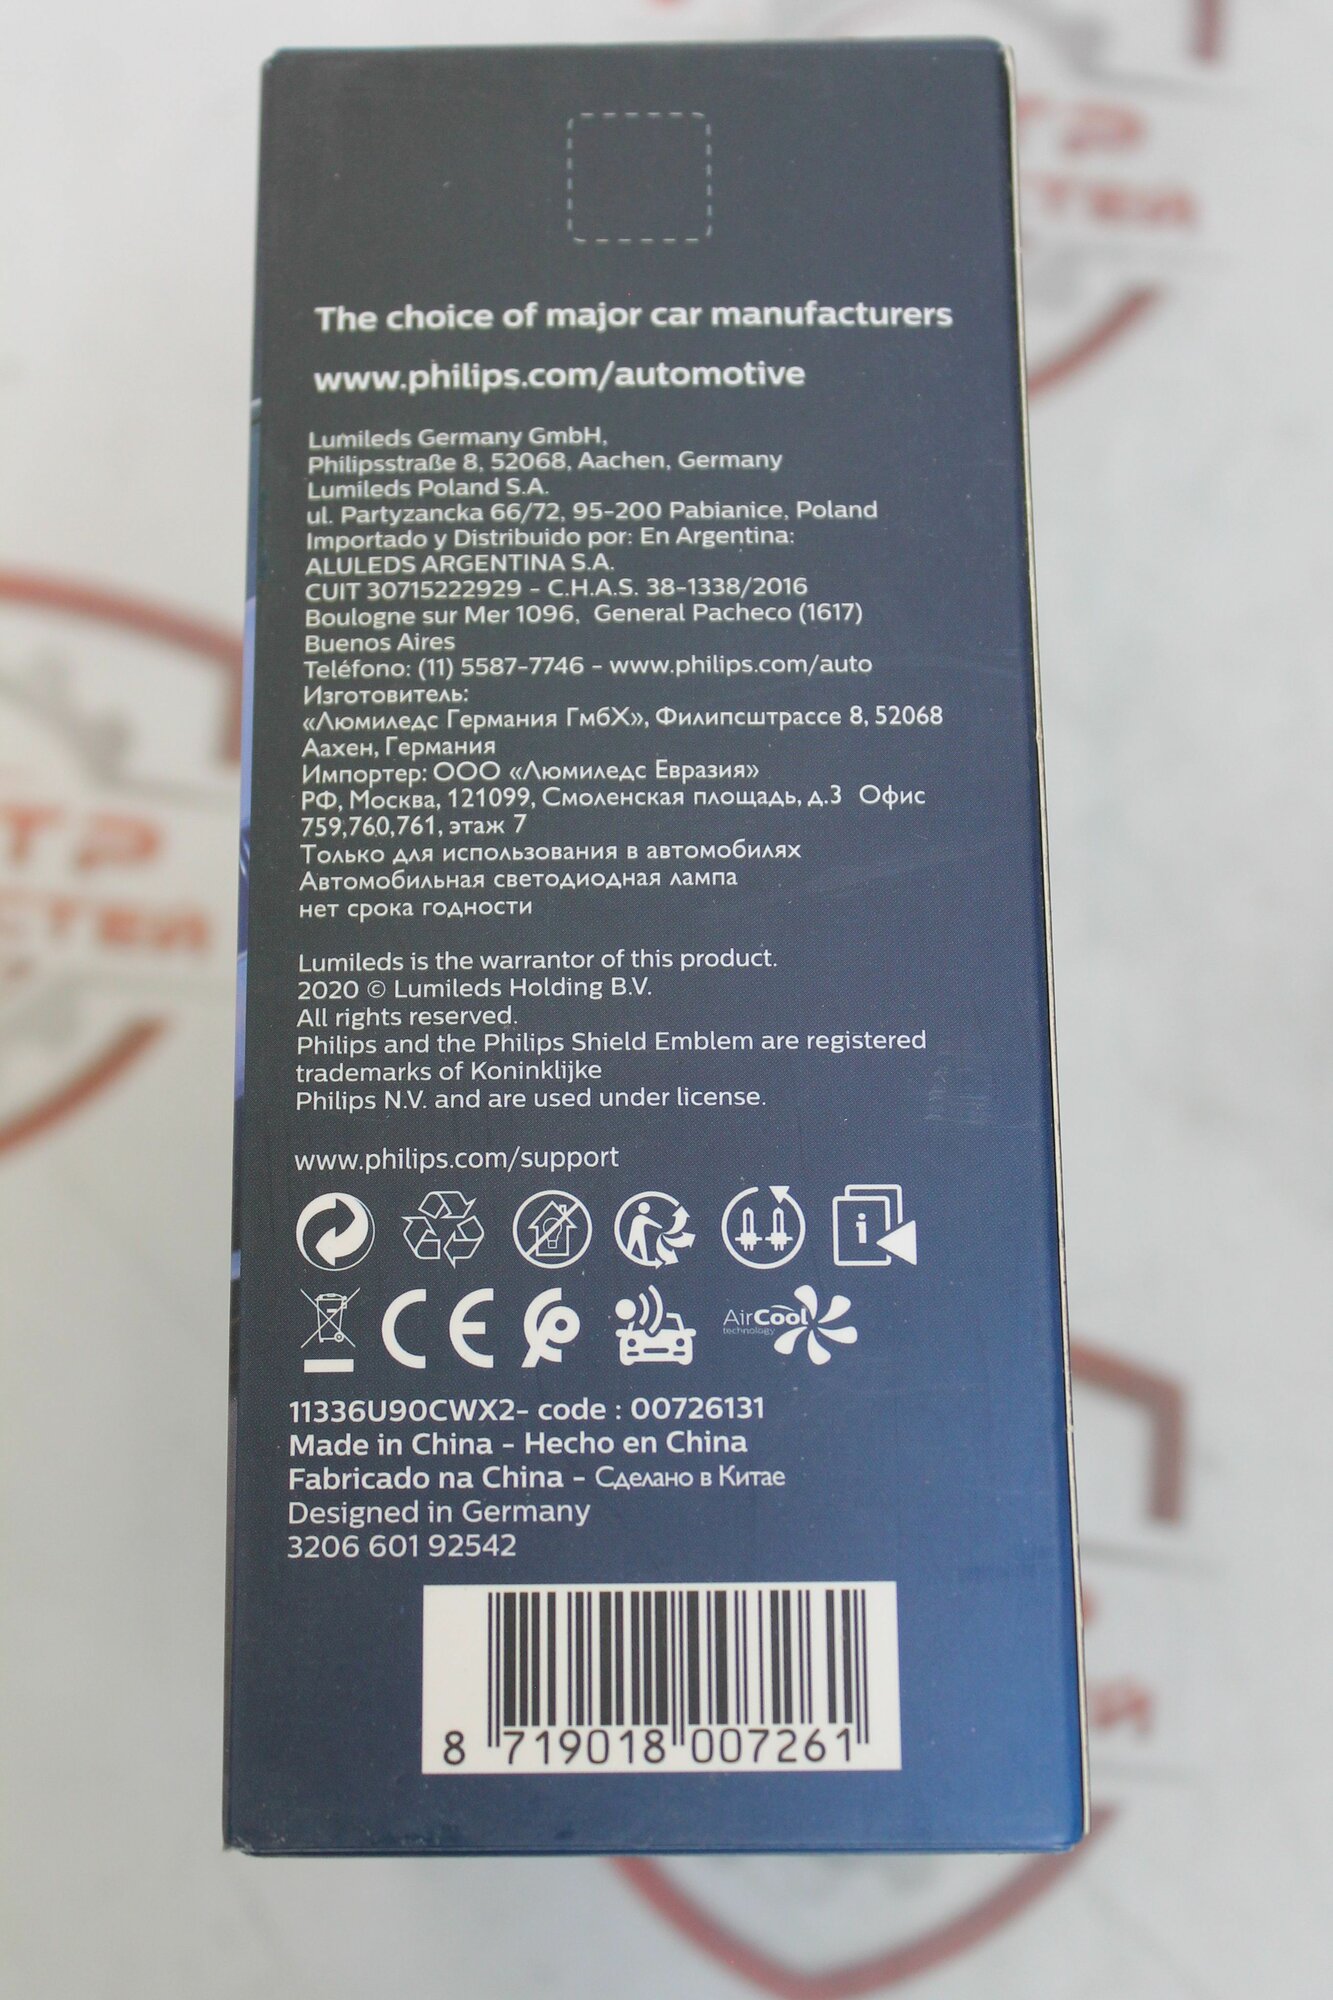 The choice of major car manufacturers
www.philips.com/automotive
Lumileds Germany GmbH,
Philipsstraße 8, 52068, Aachen, Germany
Lumileds Poland S.A.
ul. Partyzancka 66/72, 95-200 Pabianice, Poland
Importado y Distribuido por: En Argentina:
ALULEDS ARGENTINA S.A.
CUIT 30715222929 - C.H.A.S. 38-1338/2016
Boulogne sur Mer 1096, General Pacheco (1617)
Buenos Aires
Teléfono: (11) 5587-7746 - www.philips.com/auto
Изготовитель:
«Люмиледс Германия ГмбХ», Филипсштрассе 8, 52068
Аахен, Германия
Импортер: ООО «Люмиледс Евразия»
РФ, Москва, 121099, Смоленская площадь, д.3 Офис
759,760,761, этаж 7
Только для использования в автомобилях
Автомобильная светодиодная лампа
нет срока годности
Lumileds is the warrantor of this product.
2020 © Lumileds Holding B.V.
All rights reserved.
Philips and the Philips Shield Emblem are registered
trademarks of Koninklijke
Philips N.V. and are used under license.
www.philips.com/support
i
CE
AirCool
technology
11336U90CWX2- code : 00726131
Made in China - Hecho en China
Fabricado na China - Сделано в Китае
Designed in Germany
3206 601 92542
8 719018 007261